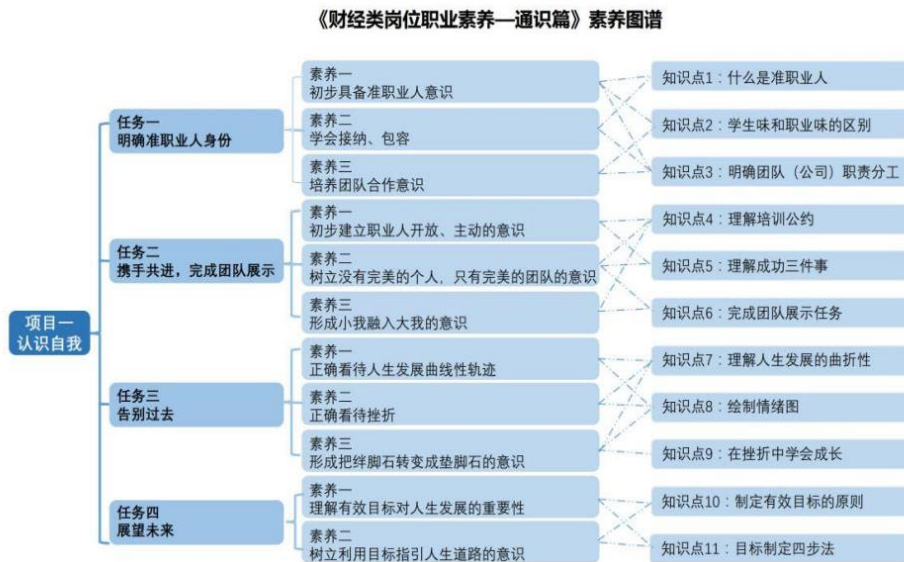 《财经类岗位职业素养—通识篇》素养图谱
项目一
认识自我
任务一
明确准职业人身份
素养一
初步具备准职业人意识
素养二
学会接纳、包容
素养三
培养团队合作意识
知识点1：什么是准职业人
知识点2：学生味和职业味的区别
知识点3：明确团队（公司）职责分工
任务二
携手共进，完成团队展示
素养一
初步建立职业人开放、主动的意识
素养二
树立没有完美的个人，只有完美的团队的意识
素养三
形成小我融入大我的意识
知识点4：理解培训公约
知识点5：理解成功三件事
知识点6：完成团队展示任务
任务三
告别过去
素养一
正确看待人生发展曲线性轨迹
素养二
正确看待挫折
素养三
形成把绊脚石转变成垫脚石的意识
知识点7：理解人生发展的曲折性
知识点8：绘制情绪图
知识点9：在挫折中学会成长
任务四
展望未来
素养一
理解有效目标对人生发展的重要性
素养二
树立利用目标指引人生道路的意识
知识点10：制定有效目标的原则
知识点11：目标制定四步法